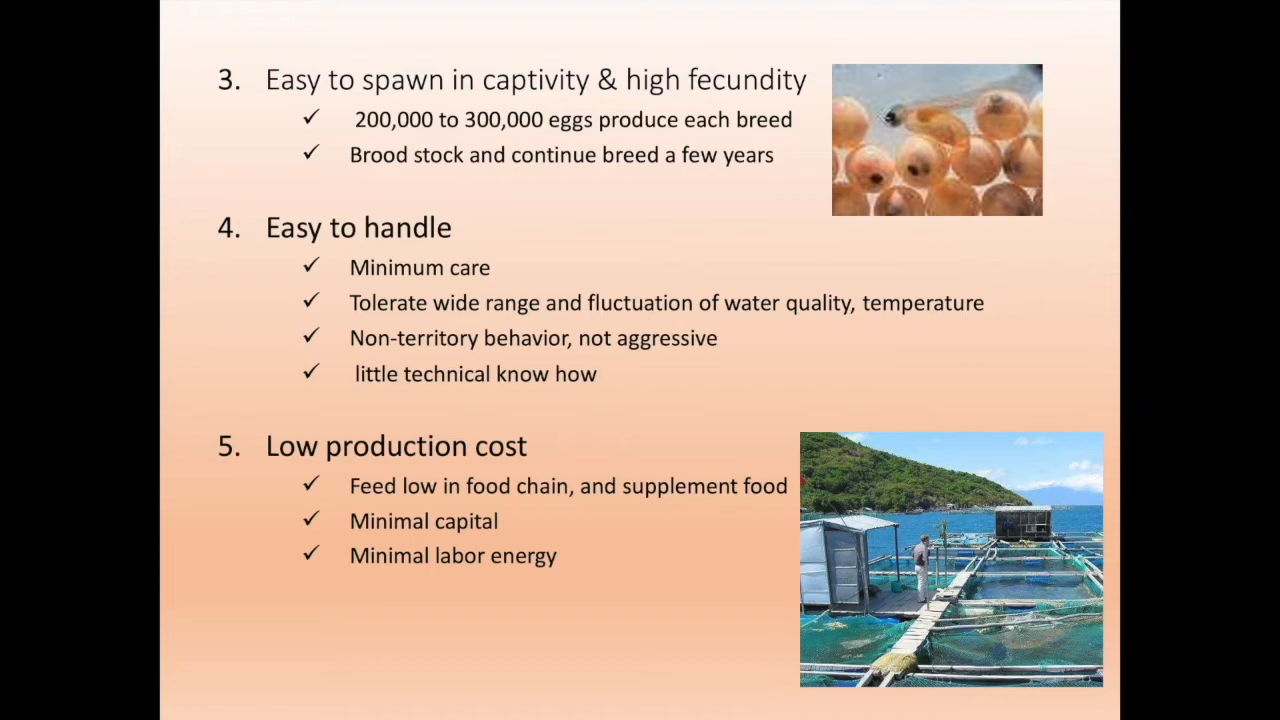 3. Easy to spawn in captivity & high fecundity
✓ 200,000 to 300,000 eggs produce each breed
✓ Brood stock and continue breed a few years
4. Easy to handle
✓ Minimum care
✓ Tolerate wide range and fluctuation of water quality, temperature
✓ Non-territory behavior, not aggressive
✓ little technical know how
5. Low production cost
✓ Feed low in food chain, and supplement food
✓ Minimal capital
✓ Minimal labor energy